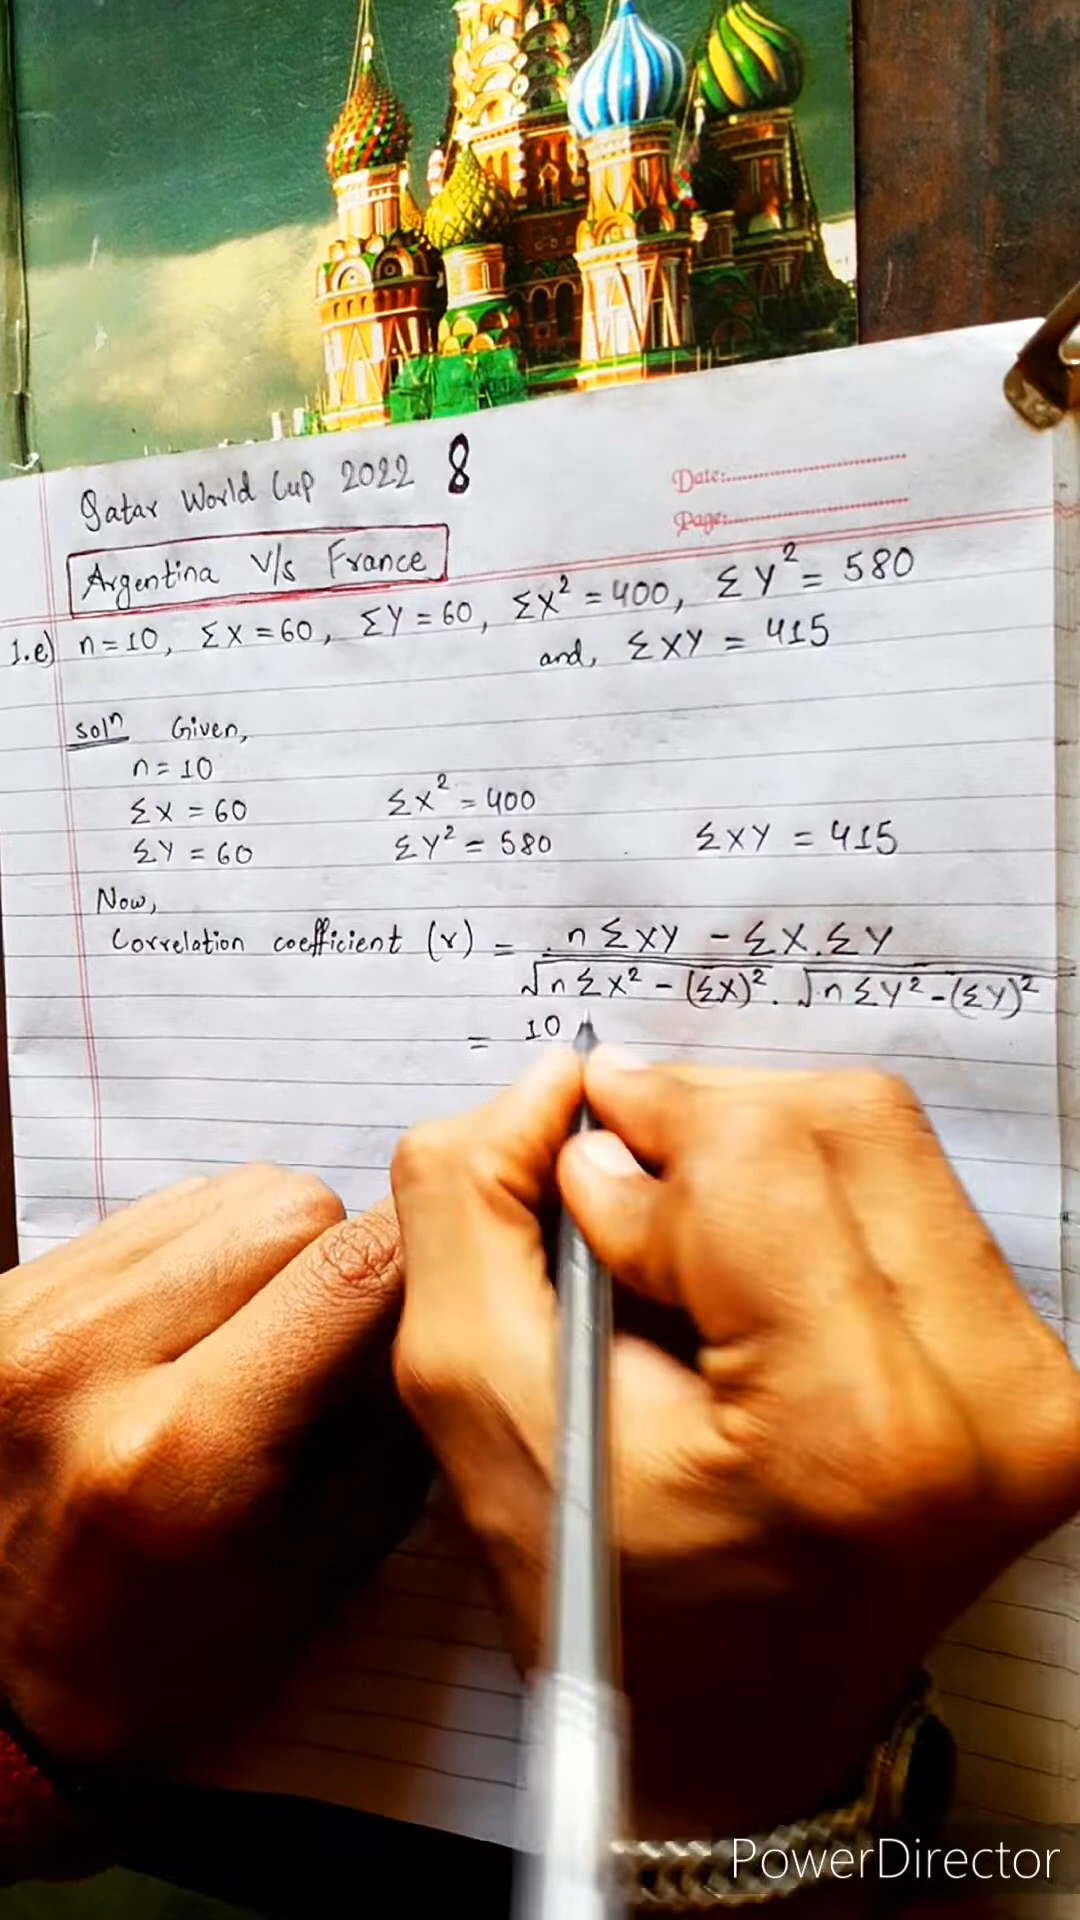 Qatar World Cup 2022 8
Date:
Page:
Argentina V/s France
1.e) n=10, ΣX=60, ΣY=60, ΣX²=400, ΣY²=580
and, ΣXY = 415
Solⁿ Given,
n=10
ΣX = 60 ΣX² = 400
ΣY = 60 ΣY² = 580 ΣXY = 415
Now,
Correlation coefficient (r) = nΣXY - ΣX.ΣY
√nΣX² - (ΣX)² . √nΣY² - (ΣY)²
= 10
PowerDirector